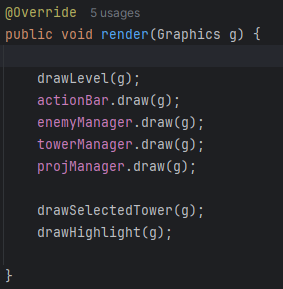 @Override 5 usages
public void render(Graphics g) {
drawLevel(g);
actionBar.draw(g);
enemyManager.draw(g);
towerManager.draw(g);
projManager.draw(g);
drawSelectedTower(g);
drawHighlight(g);
}